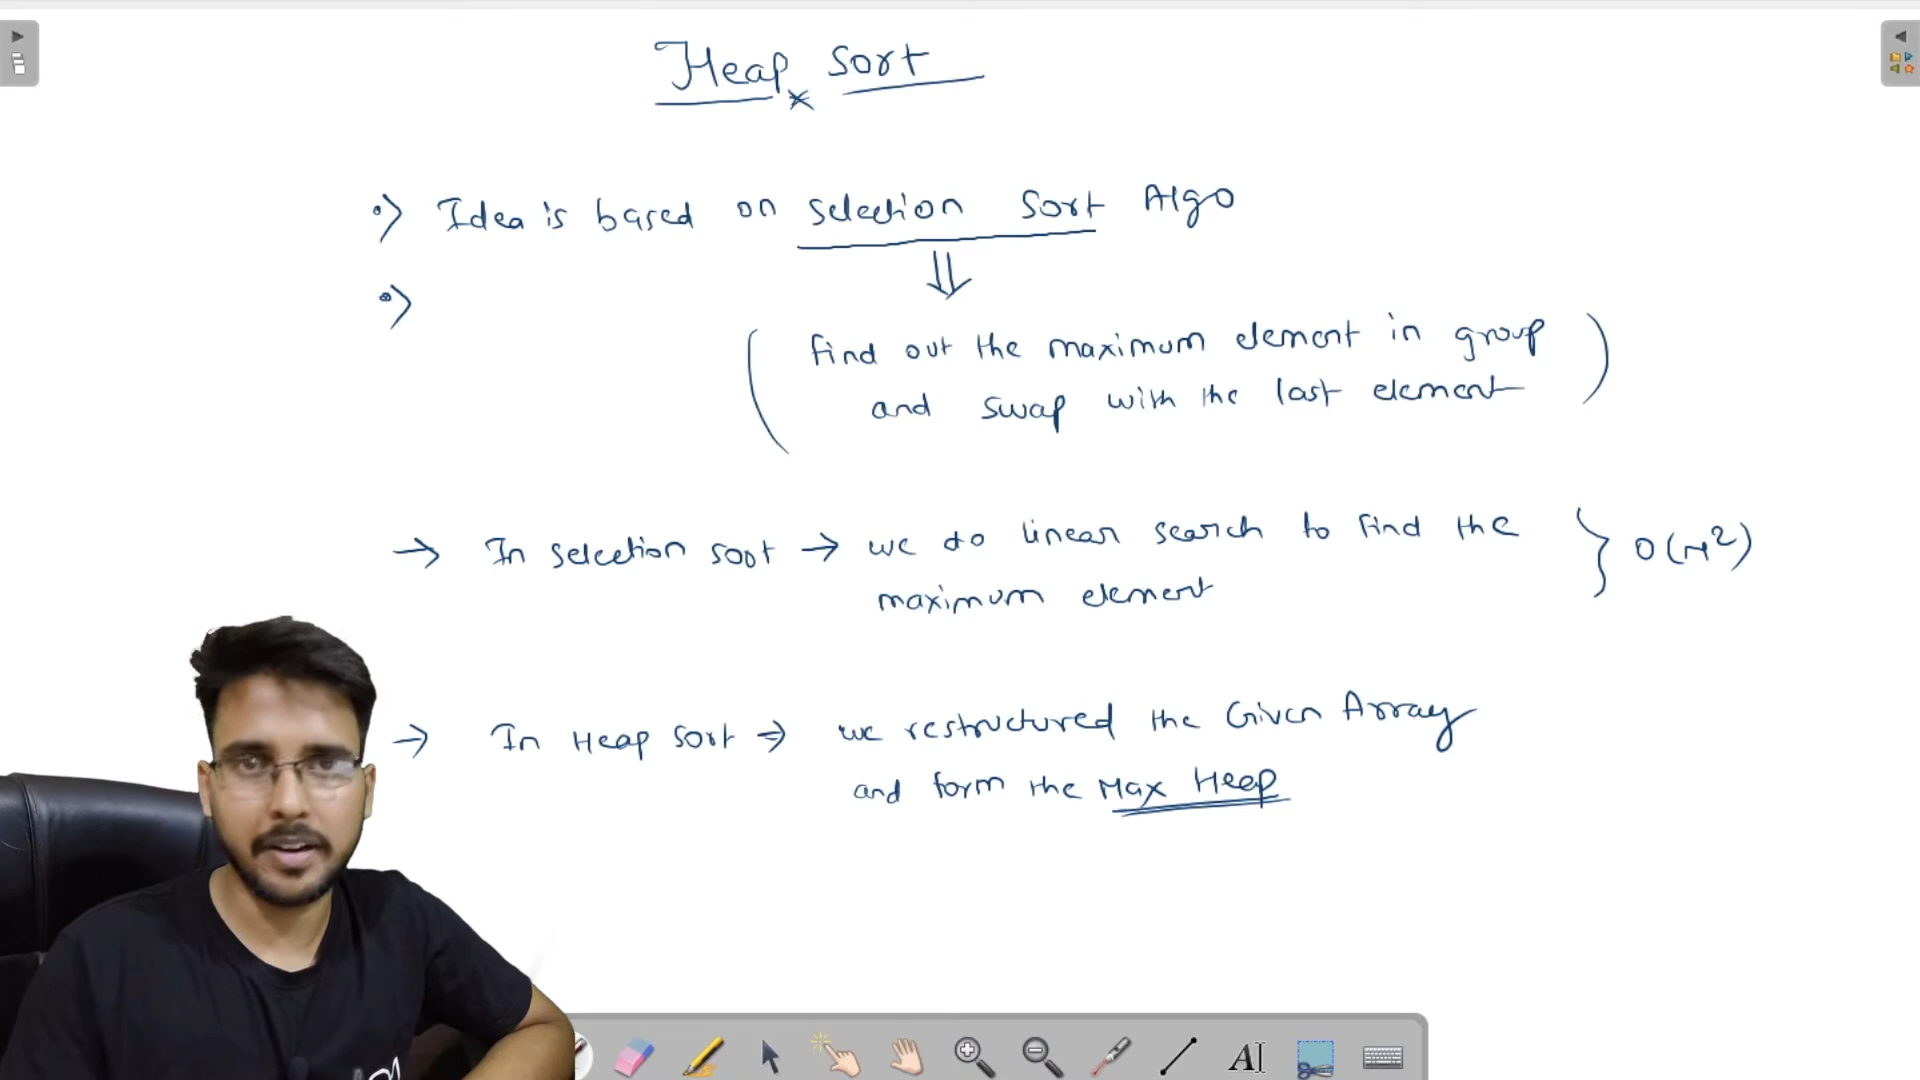 Heap Sort
Idea is based on selection Sort Algo
find out the maximum element in group
and swap with the last element
→ In selection sort → we do linear search to find the
maximum element } O(N²)
→ In Heap sort → we restructured the Given Array
and form the Max Heap
AI